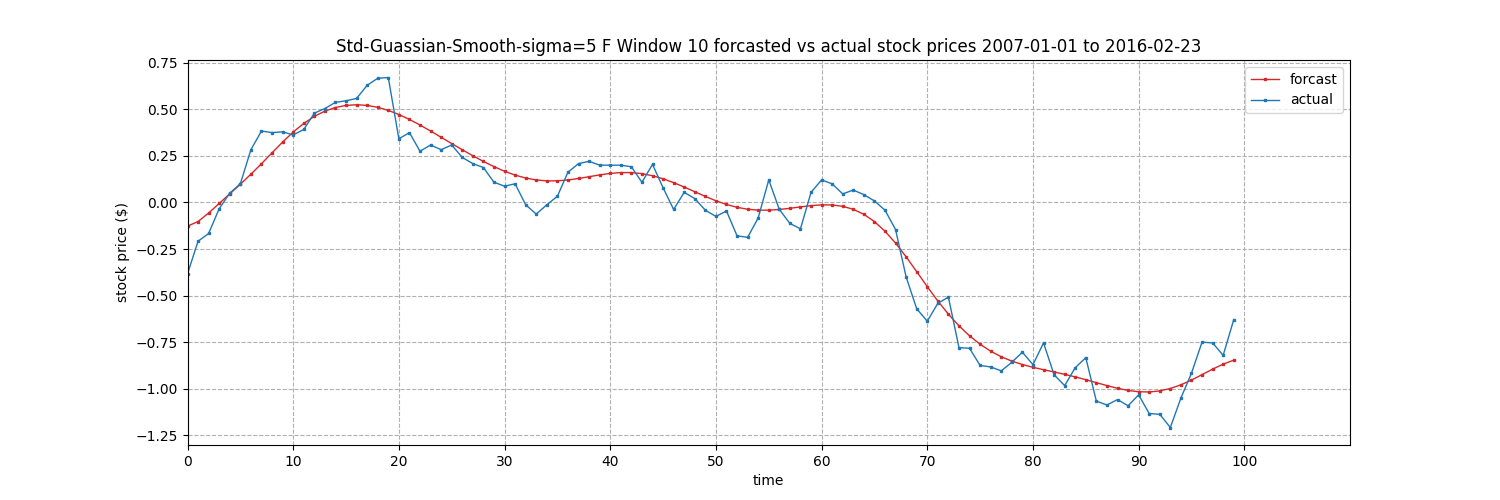 Std-Guassian-Smooth-sigma=5 F Window 10 forcasted vs actual stock prices 2007-01-01 to 2016-02-23
forcast
actual
stock price ($)
0.75
0.50
0.25
0.00
−0.25
−0.50
−0.75
−1.00
−1.25
0 10 20 30 40 50 60 70 80 90 100
time